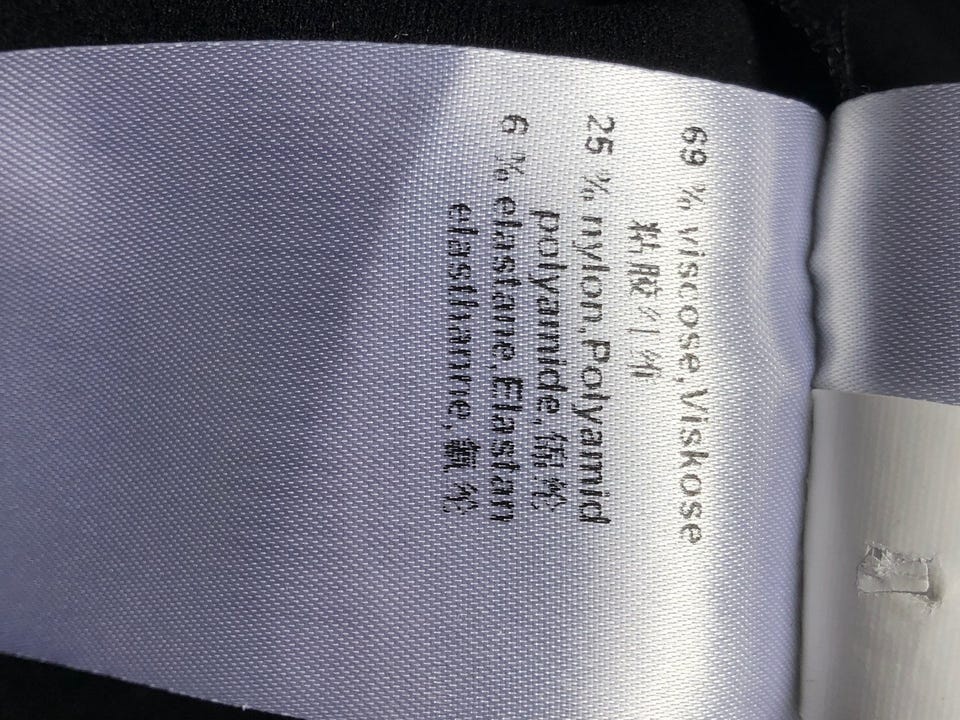 69 % viscose,Viskose
粘胶纤维
25 % nylon,Polyamid
polyamide,锦纶
6 % elastane,Elastan
elasthanne,氨纶